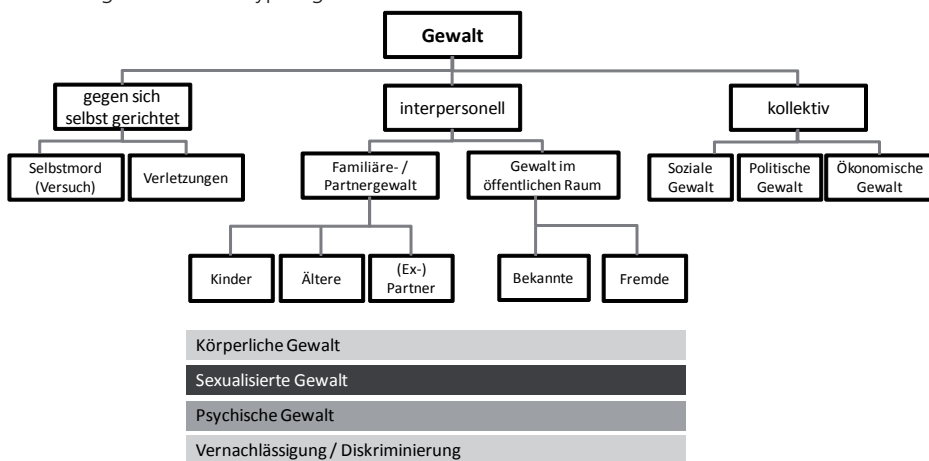 Gewalt
gegen sich
selbst gerichtet
interpersonell
kollektiv
Selbstmord
(Versuch)
Verletzungen
Familiäre- /
Partnergewalt
Gewalt im
öffentlichen Raum
Soziale
Gewalt
Politische
Gewalt
Ökonomische
Gewalt
Kinder
Ältere
(Ex-)
Partner
Bekannte
Fremde
Körperliche Gewalt
Sexualisierte Gewalt
Psychische Gewalt
Vernachlässigung / Diskriminierung